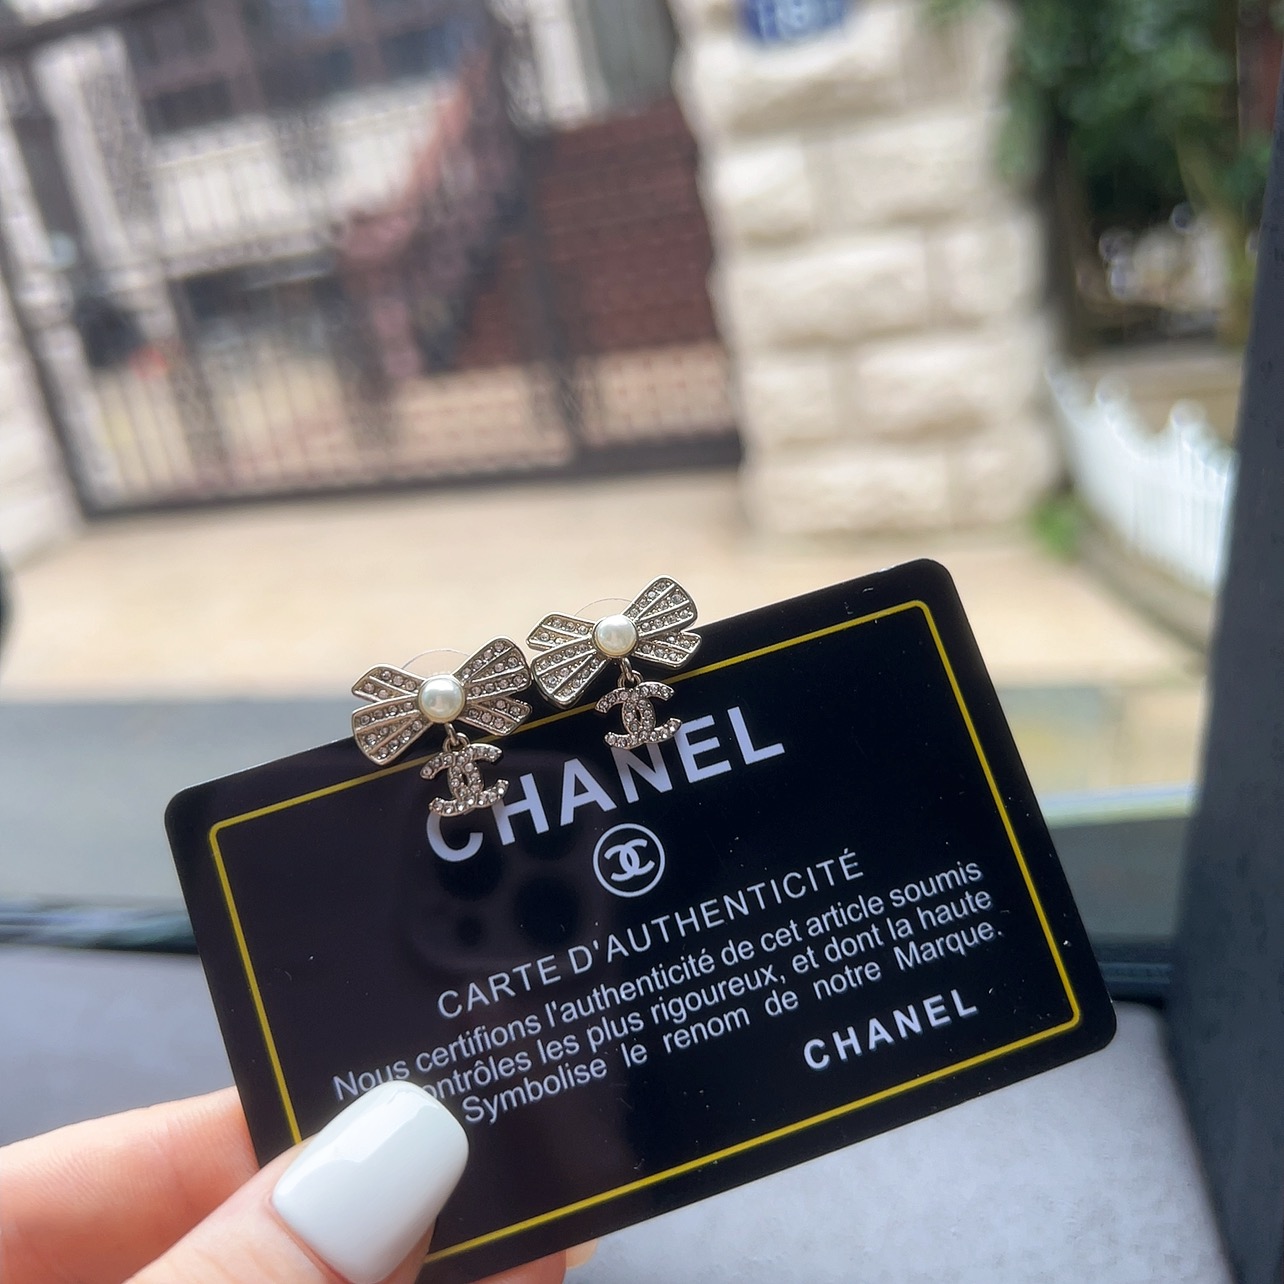 CHANEL
CARTE D'AUTHENTICITÉ
Nous certifions l'authenticité de cet article soumis
ontrôles les plus rigoureux, et dont la haute
Symbolise le renom de notre Marque.
CHANEL